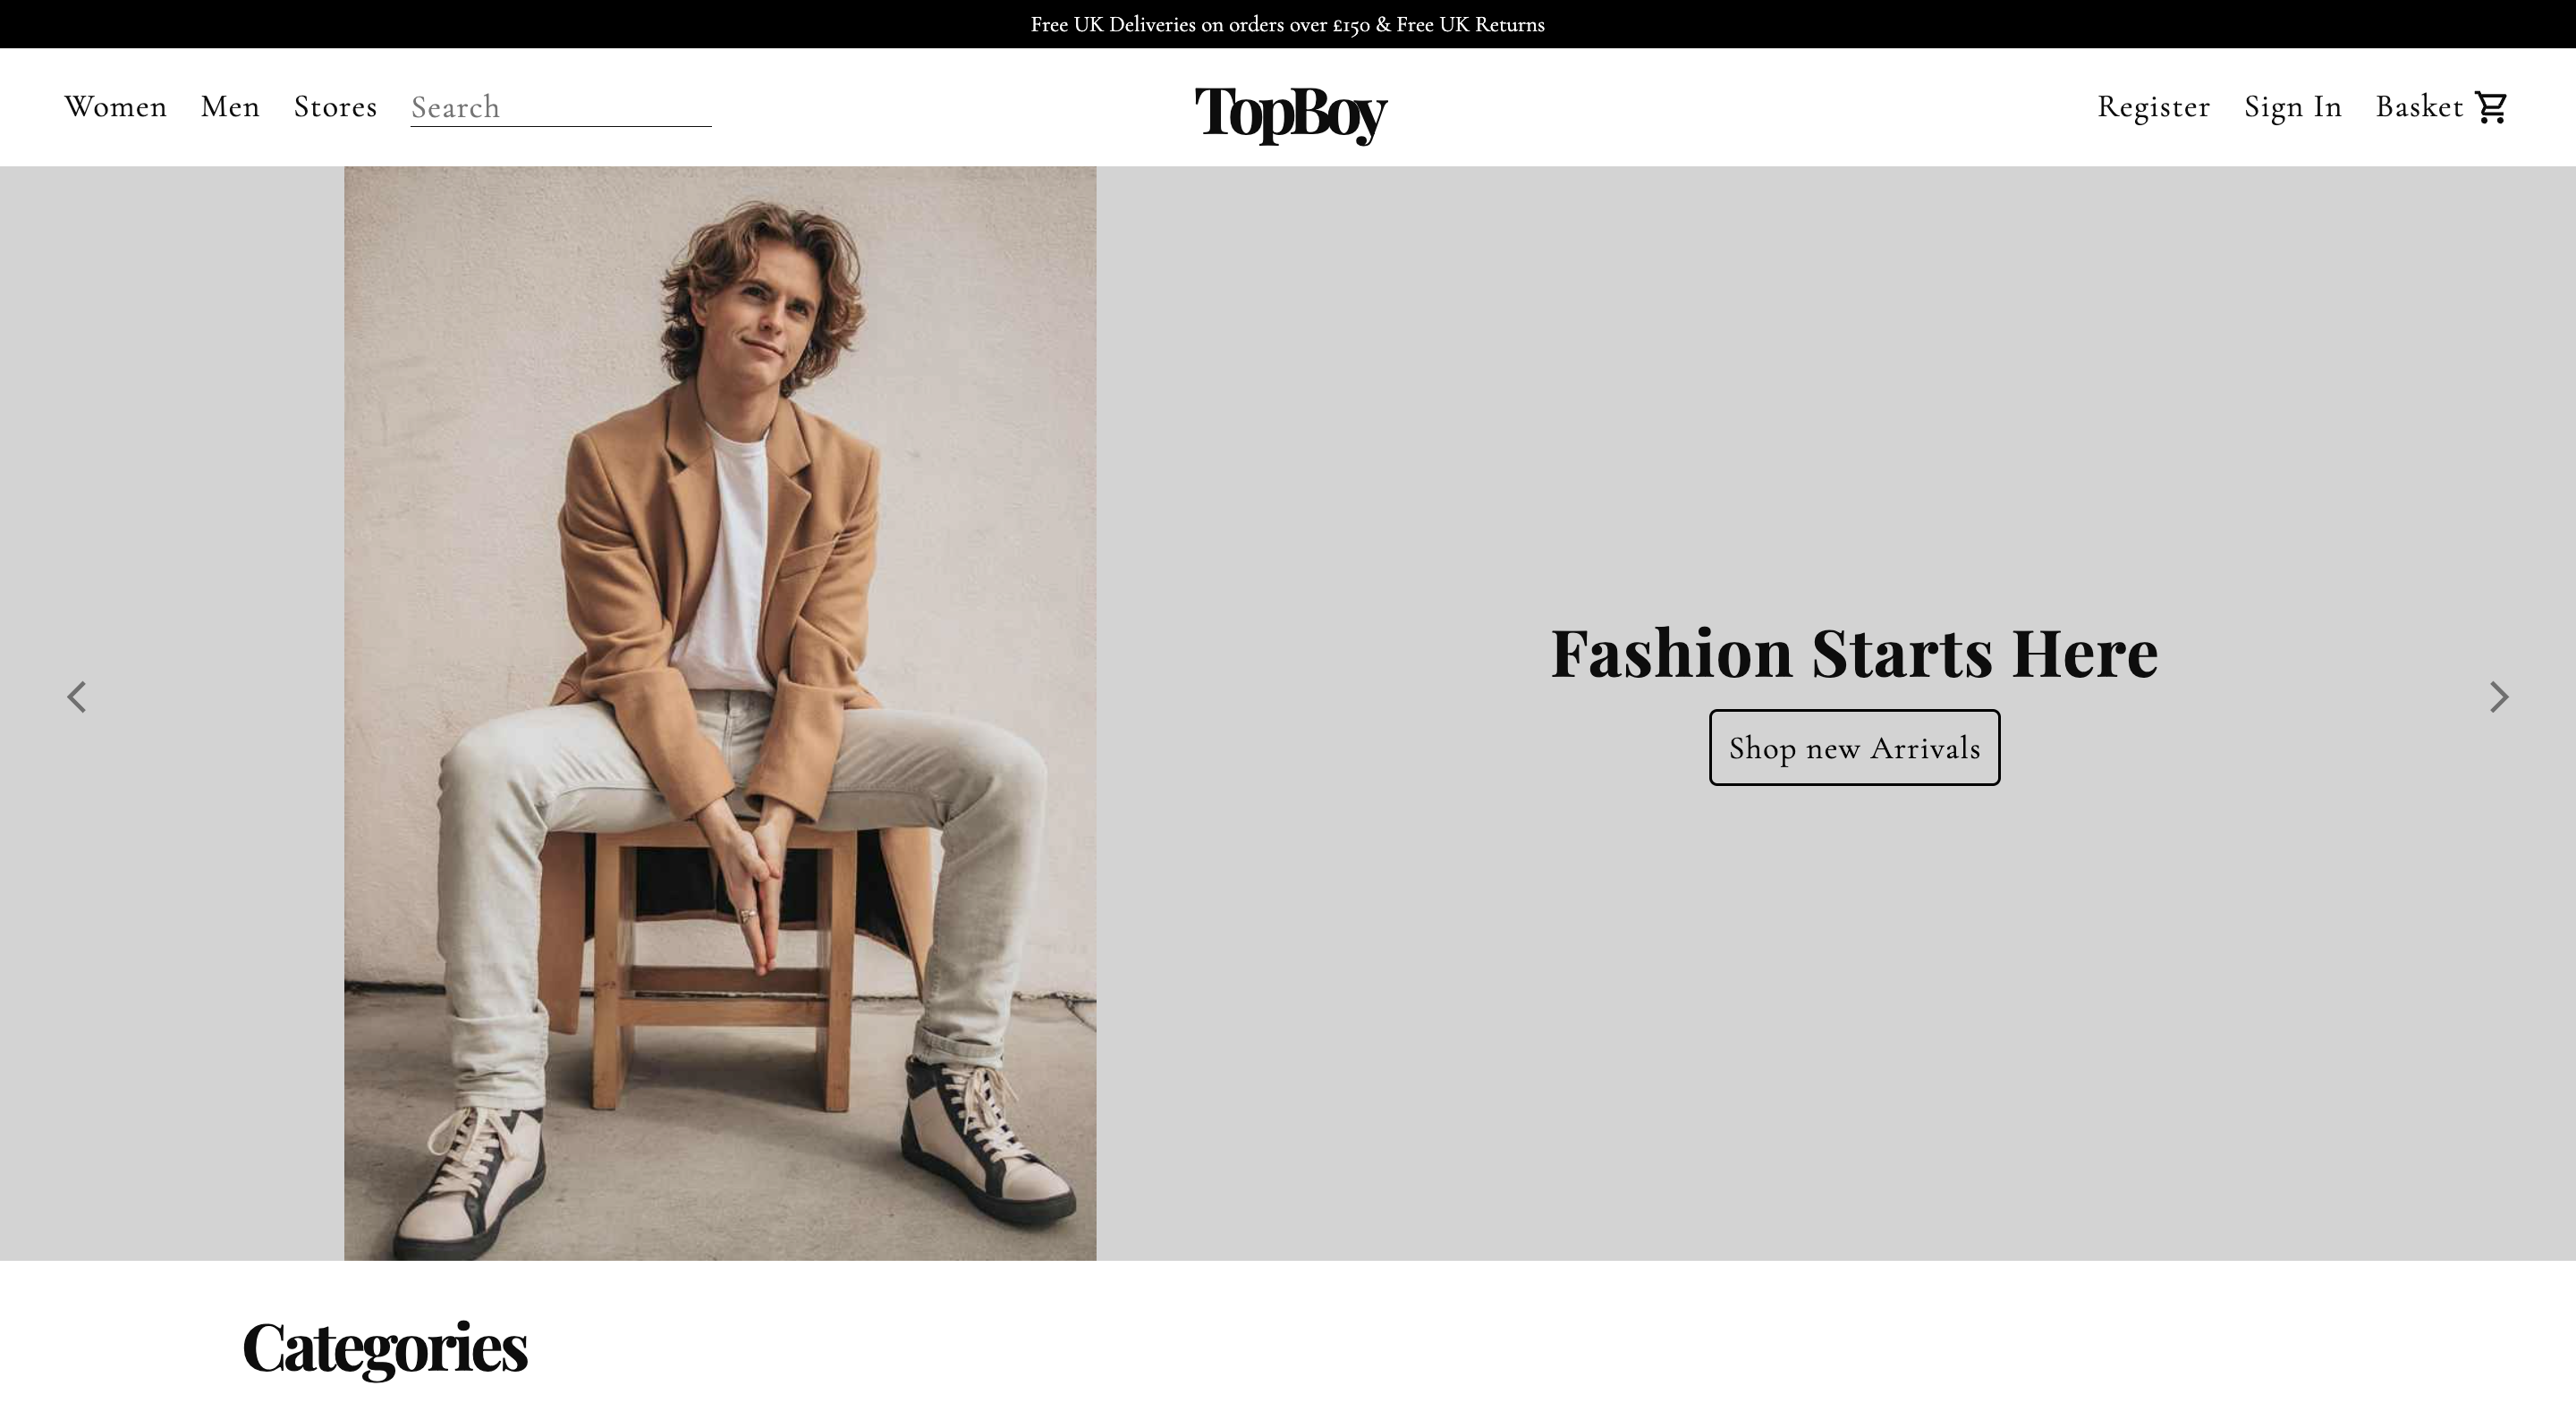 Free UK Deliveries on orders over £150 & Free UK Returns
Women Men Stores Search TopBoy Register Sign In Basket
Fashion Starts Here
Shop new Arrivals
Categories